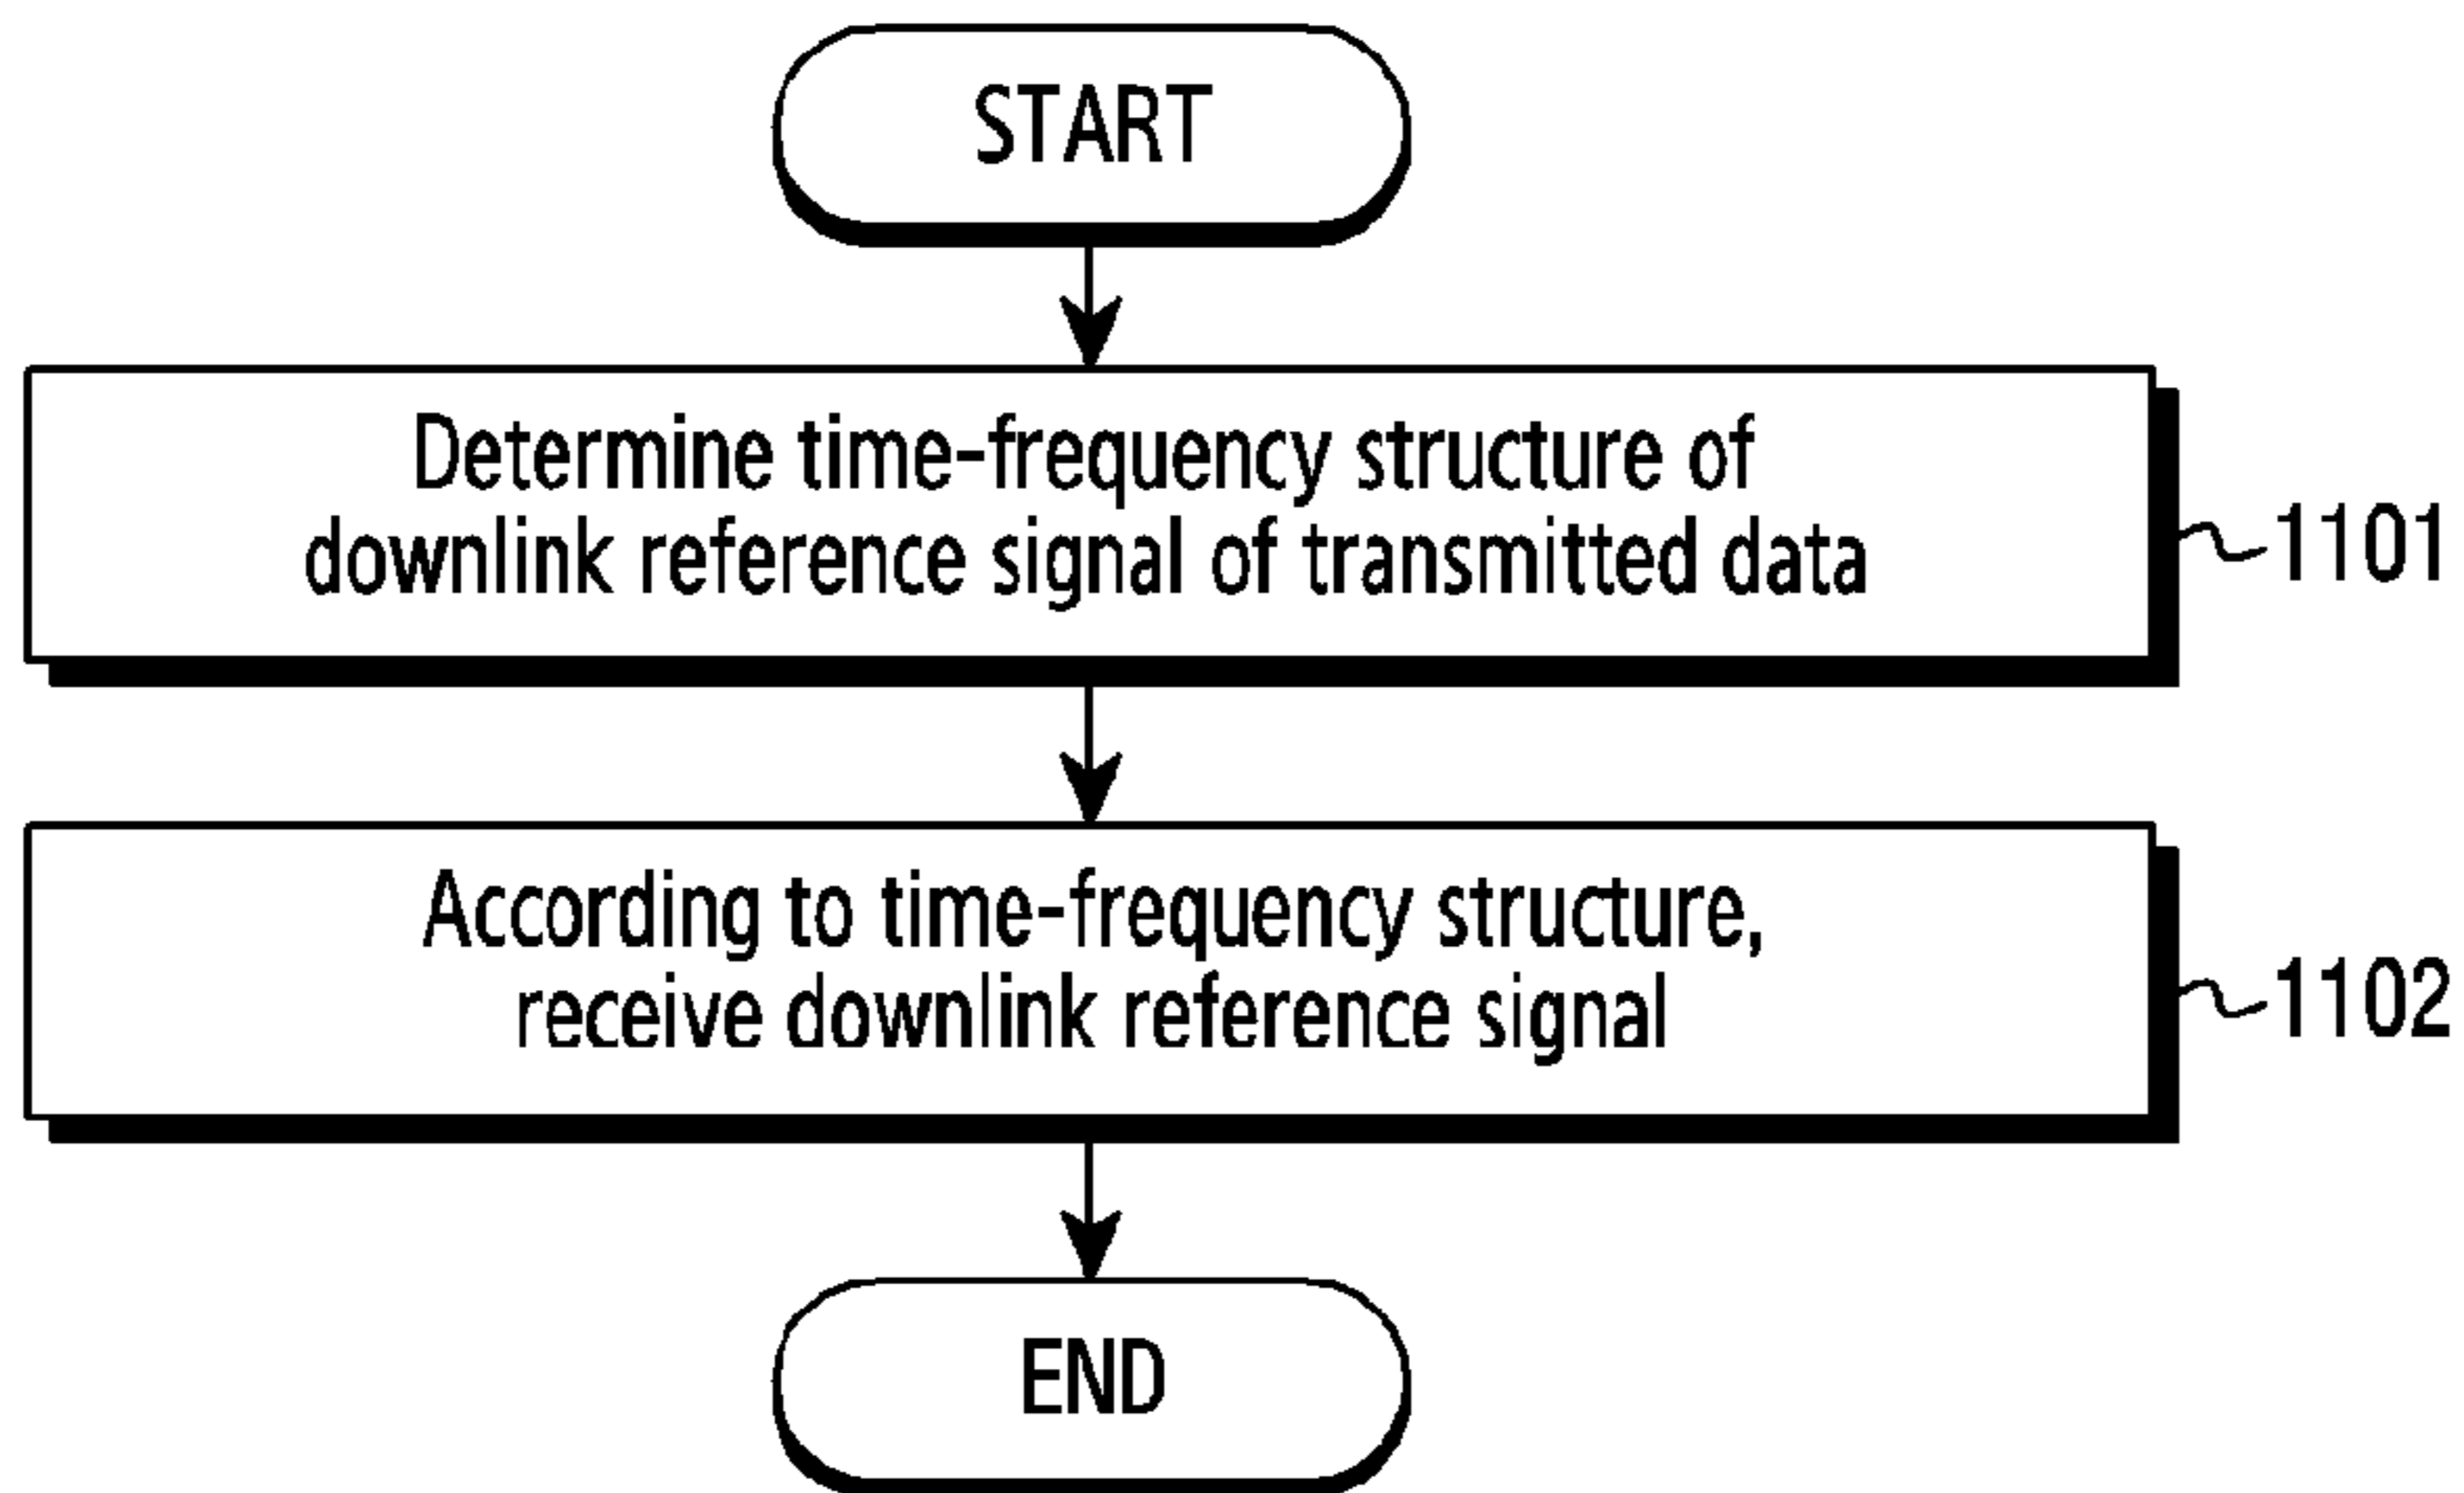 START
Determine time-frequency structure of
downlink reference signal of transmitted data
1101
According to time-frequency structure,
receive downlink reference signal
1102
END